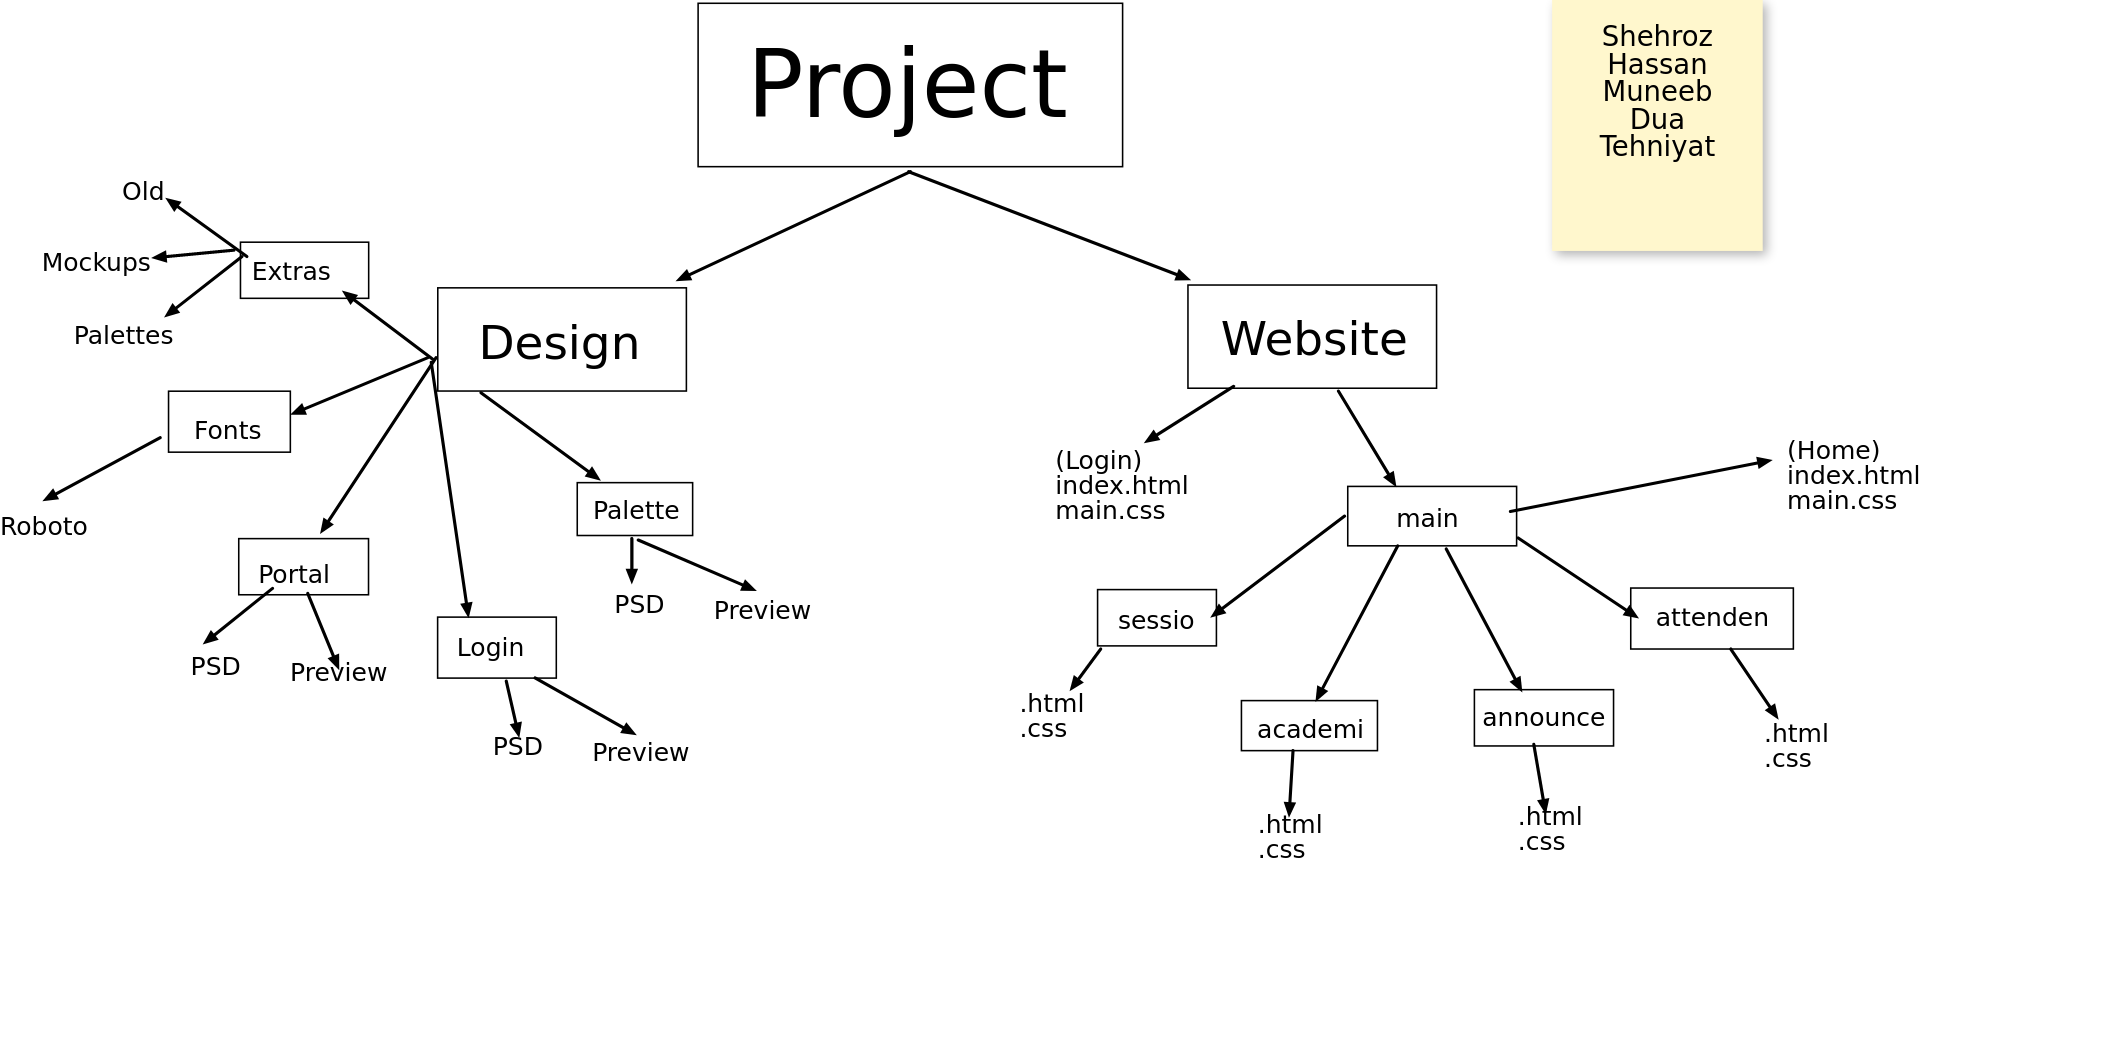 Project
Shehroz
Hassan
Muneeb
Dua
Tehniyat
Old
Mockups
Palettes
Extras
Design
Website
Fonts
Roboto
Portal
PSD
Preview
Login
PSD
Preview
Palette
PSD
Preview
(Login)
index.html
main.css
main
(Home)
index.html
main.css
sessio
.html
.css
academi
.html
.css
announce
.html
.css
attenden
.html
.css